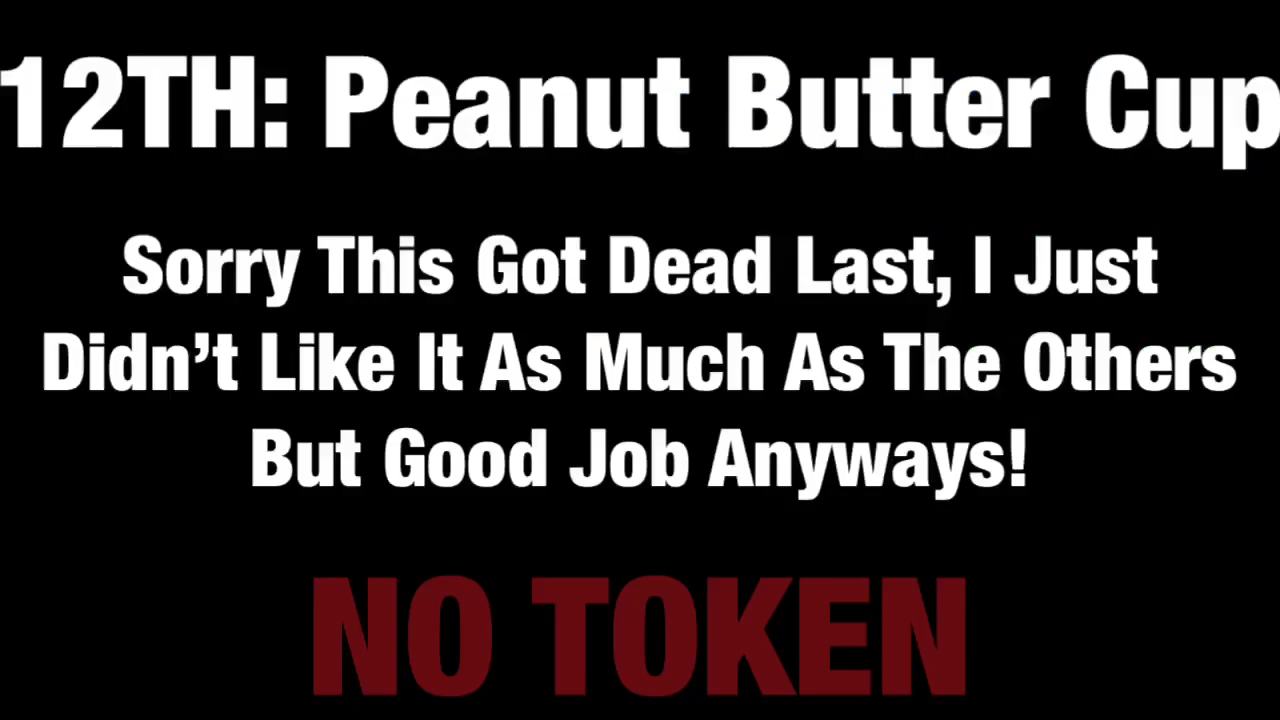 12TH: Peanut Butter Cup
Sorry This Got Dead Last, I Just
Didn’t Like It As Much As The Others
But Good Job Anyways!
NO TOKEN